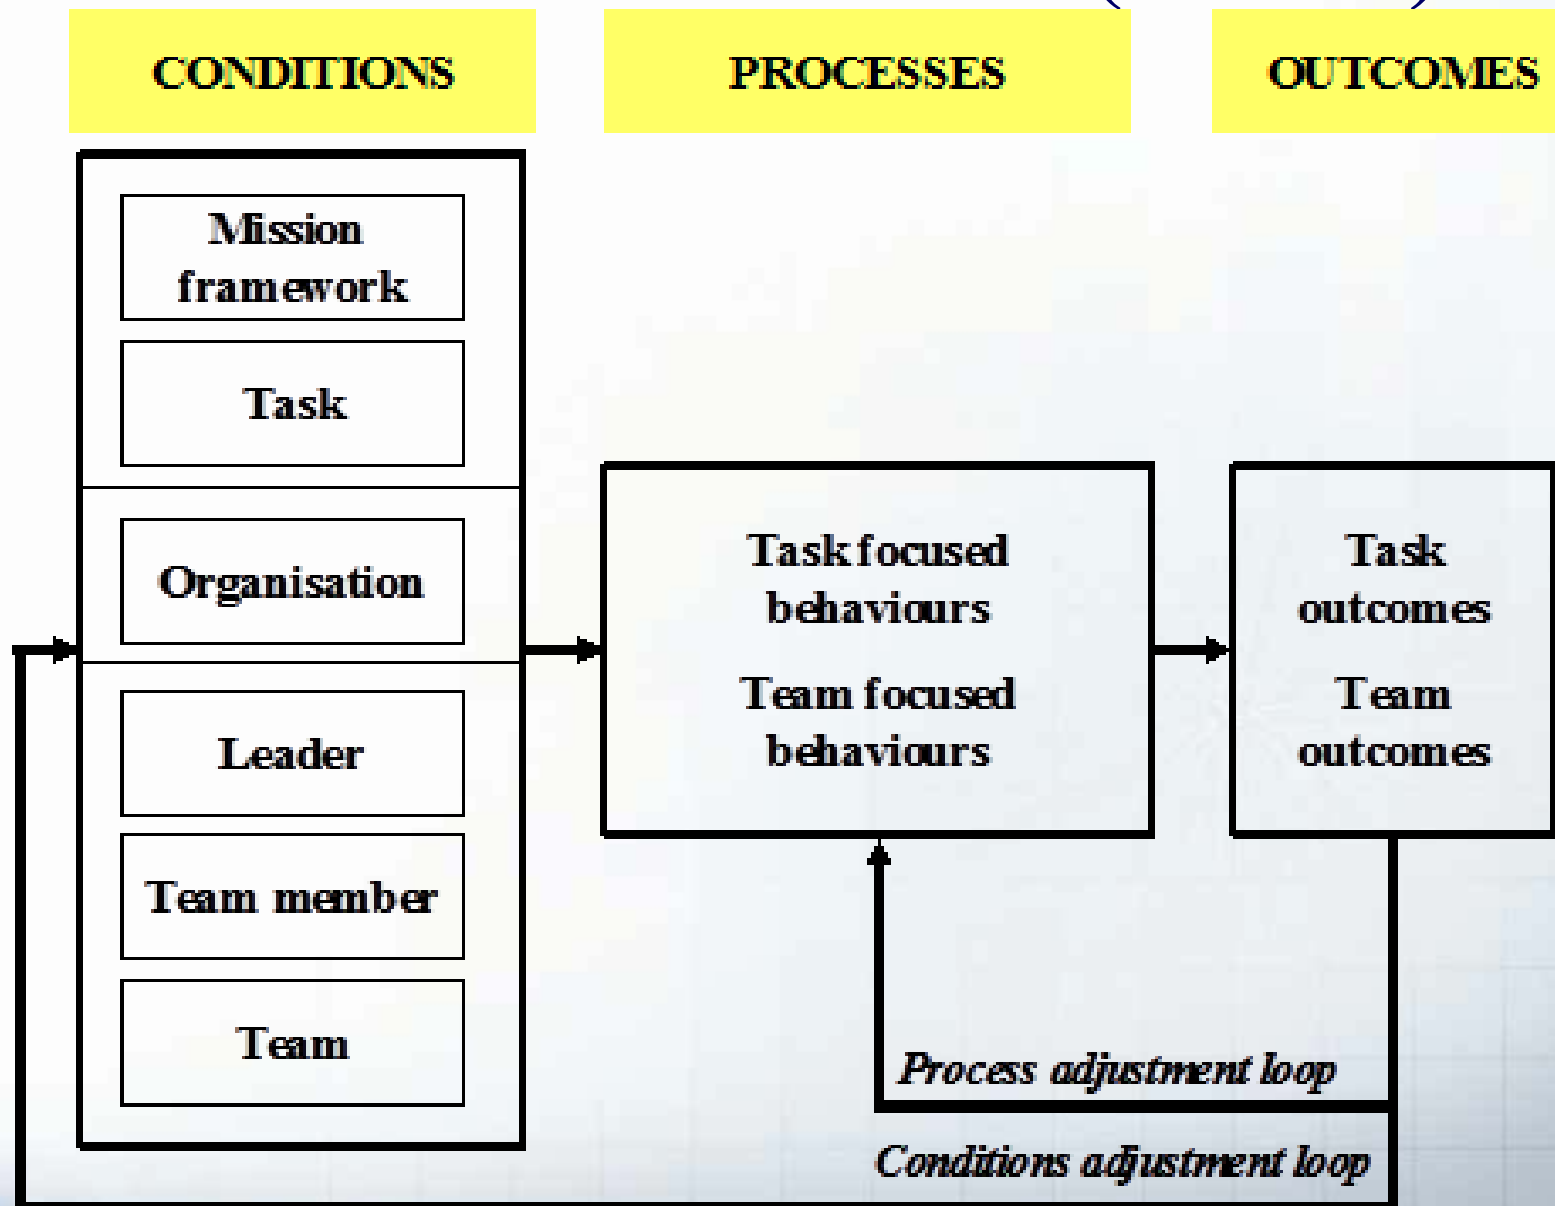 CONDITIONS
PROCESSES
OUTCOMES
Mission
framework
Task
Organisation
Leader
Team member
Team
Task focused
behaviours
Team focused
behaviours
Task
outcomes
Team
outcomes
Process adjustment loop
Conditions adjustment loop